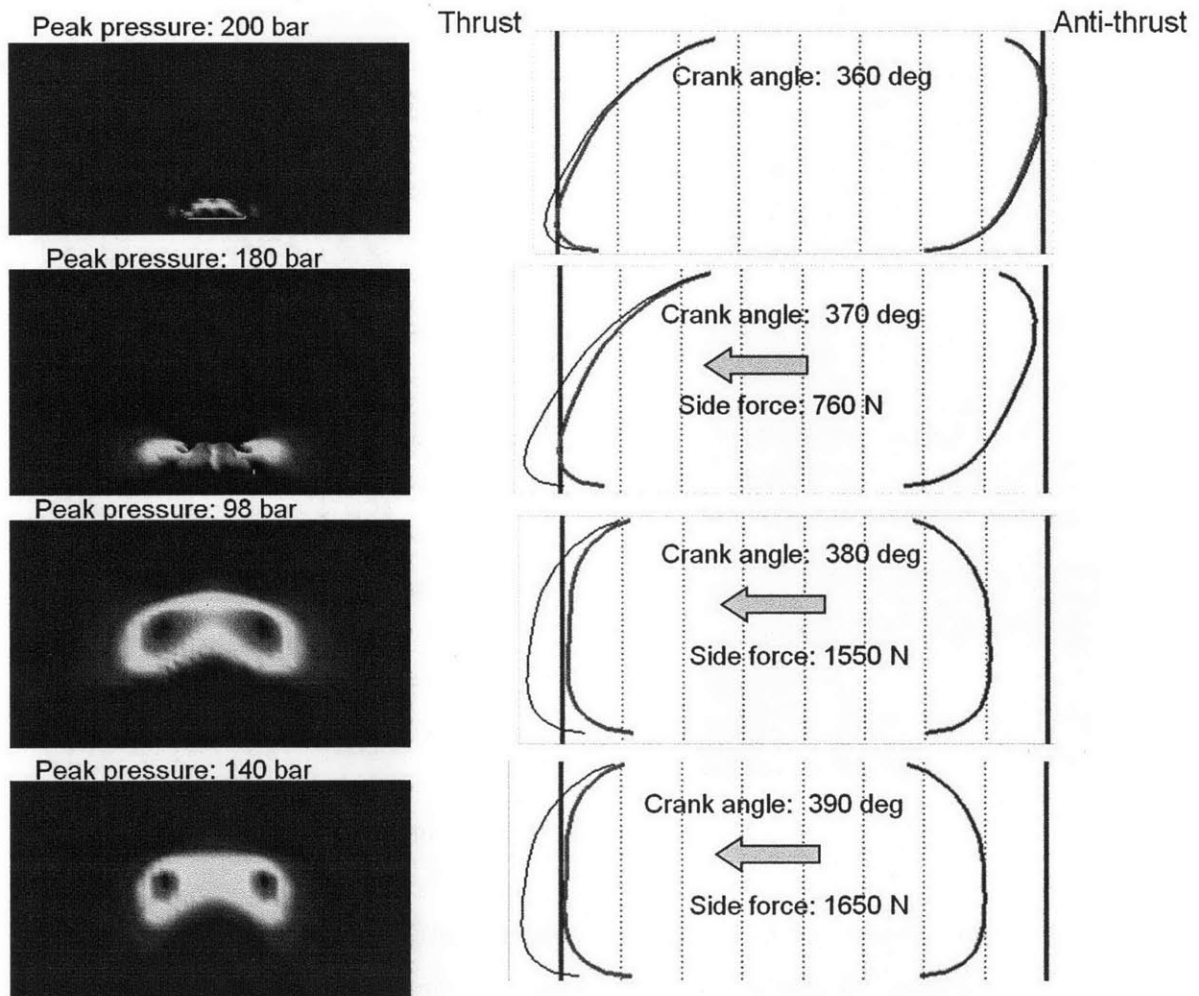 Peak pressure: 200 bar
Thrust
Anti-thrust
Crank angle: 360 deg
Peak pressure: 180 bar
Crank angle: 370 deg
Side force: 760 N
Peak pressure: 98 bar
Crank angle: 380 deg
Side force: 1550 N
Peak pressure: 140 bar
Crank angle: 390 deg
Side force: 1650 N